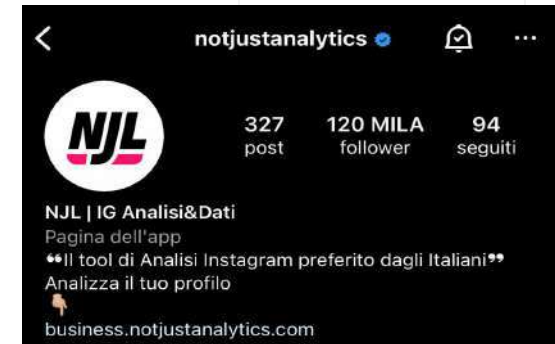 notjustanalytics
NJL
327 120 MILA 94
post follower seguiti
NJL | IG Analisi&Dati
Pagina dell'app
❝Il tool di Analisi Instagram preferito dagli Italiani❞
Analizza il tuo profilo
👇🏼
business.notjustanalytics.com